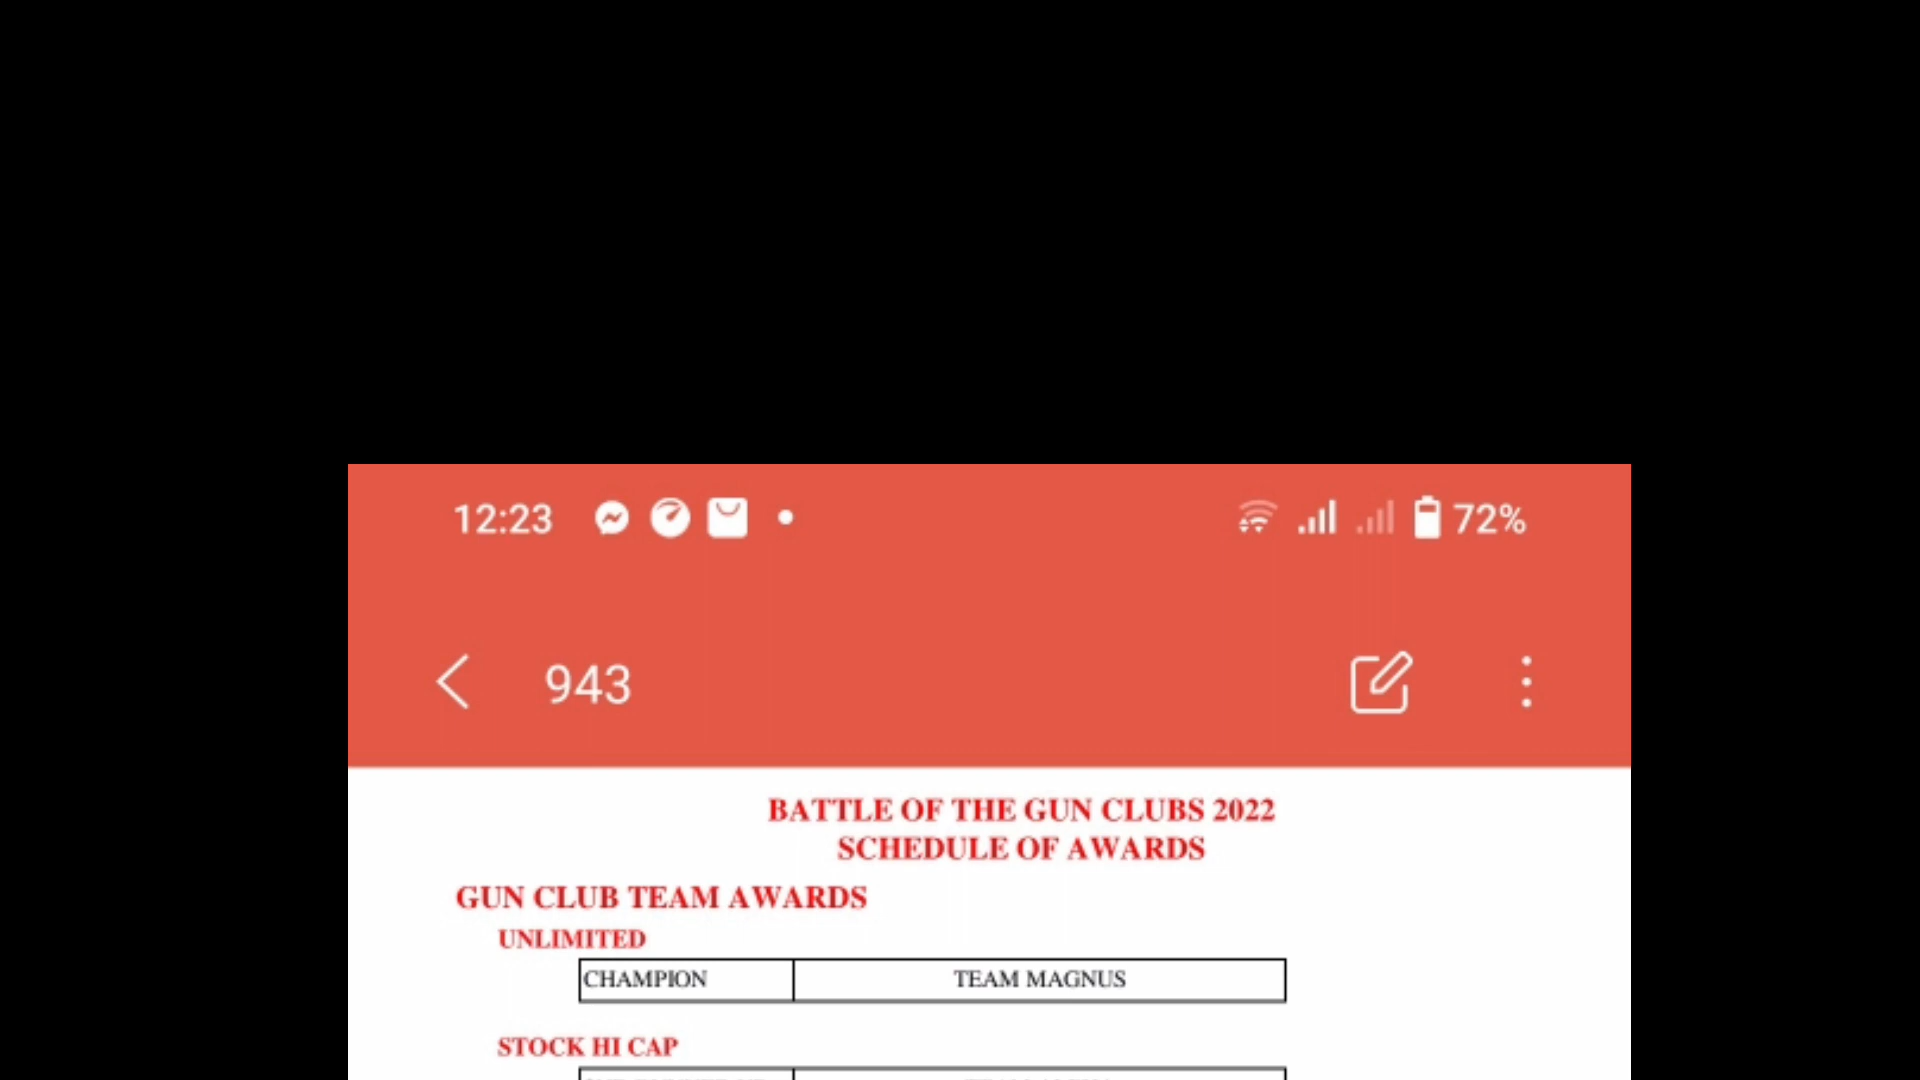 12:23 72%
943
BATTLE OF THE GUN CLUBS 2022
SCHEDULE OF AWARDS
GUN CLUB TEAM AWARDS
UNLIMITED
CHAMPION TEAM MAGNUS
STOCK HI CAP